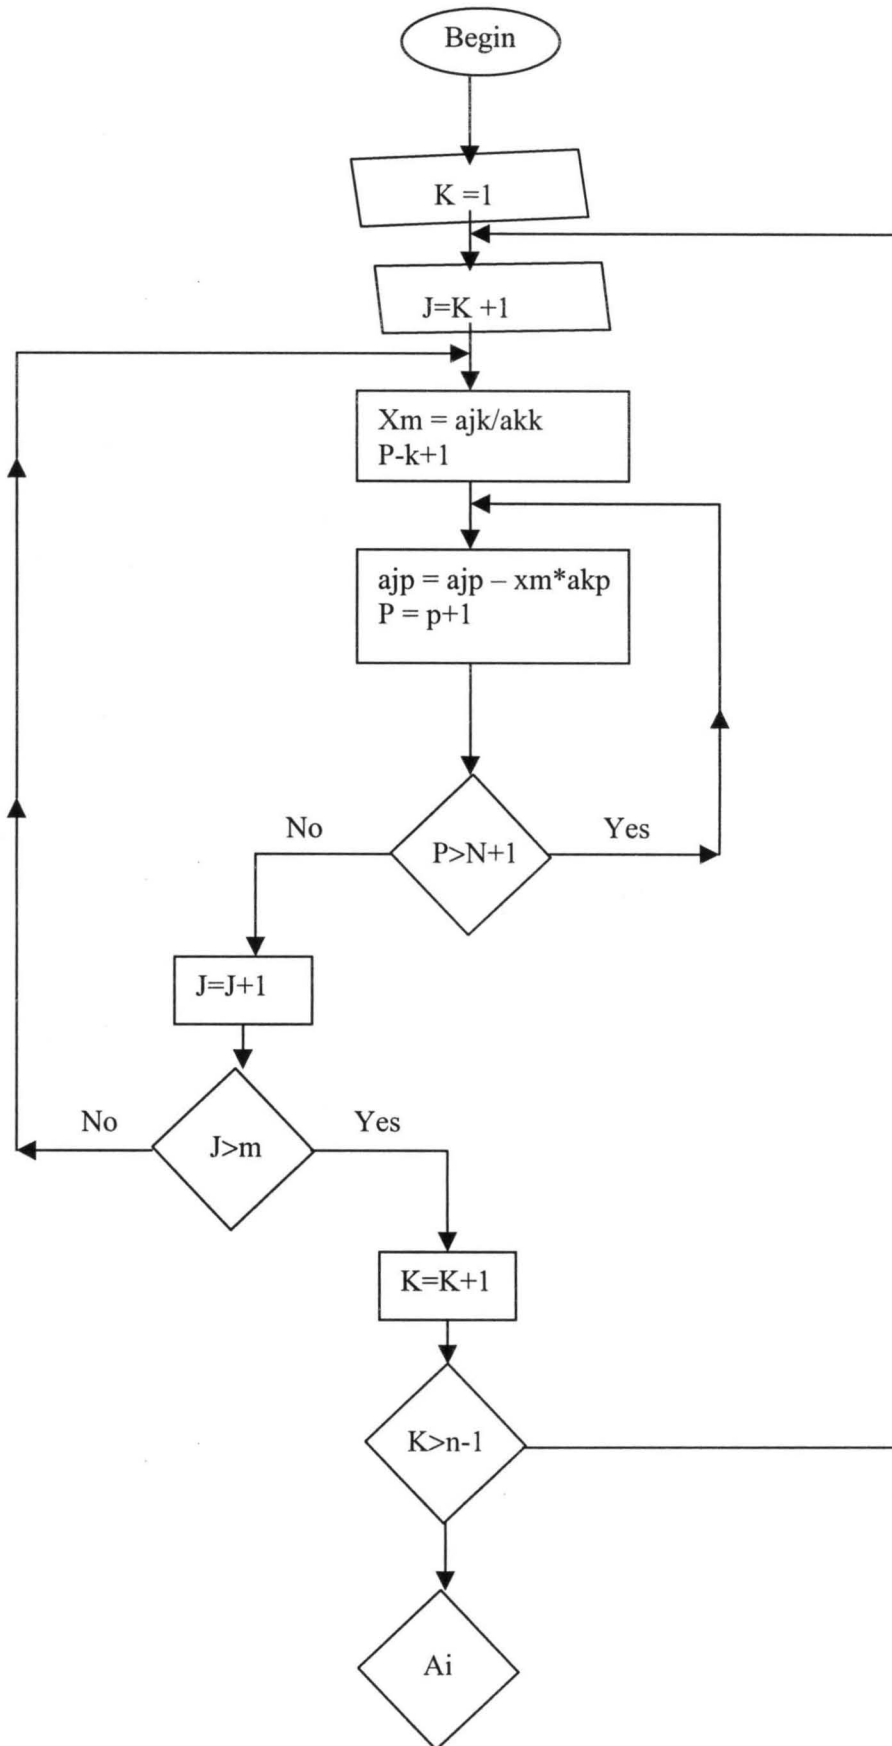 Begin
K =1
J=K +1
Xm = ajk/akk
P-k+1
ajp = ajp – xm*akp
P = p+1
No
P>N+1
Yes
J=J+1
No
J>m
Yes
K=K+1
K>n-1
Ai